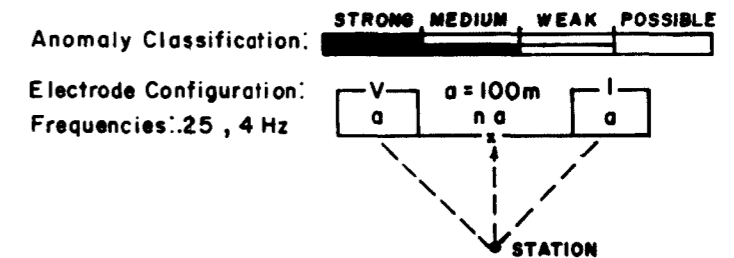 STRONG MEDIUM WEAK POSSIBLE
Anomaly Classification:
Electrode Configuration: V a = 100m I
Frequencies: .25 , 4 Hz a n a a
x
STATION